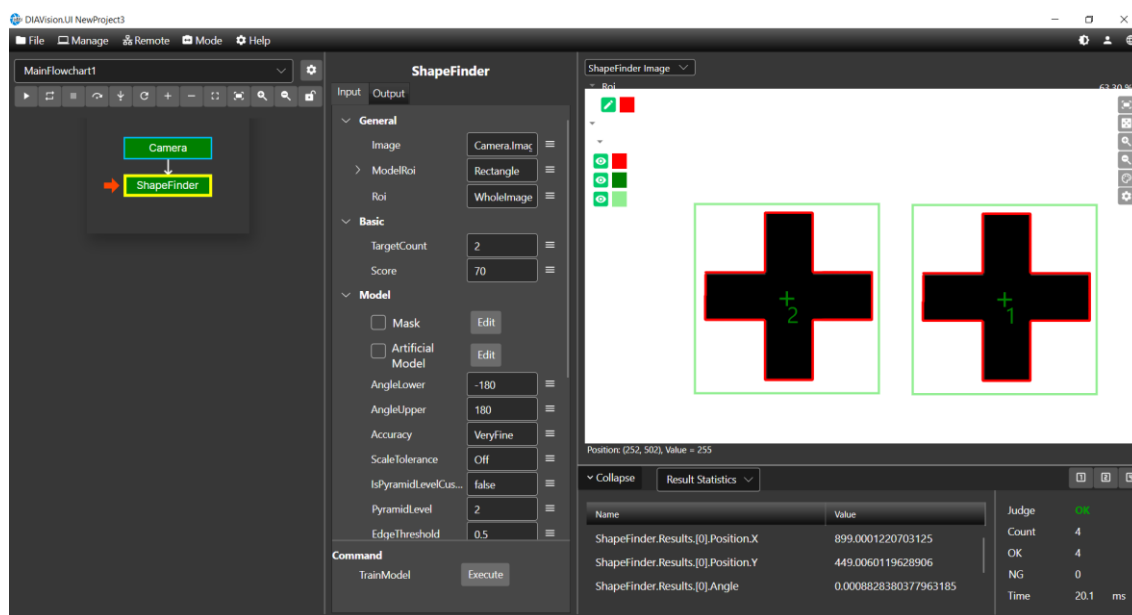 DIAVision.UI NewProject3
File Manage Remote Mode Help
MainFlowchart1
Camera
ShapeFinder
ShapeFinder
Input Output
General
Image Camera.Imag
ModelRoi Rectangle
Roi WholeImage
Basic
TargetCount 2
Score 70
Model
Mask Edit
Artificial Model Edit
AngleLower -180
AngleUpper 180
Accuracy VeryFine
ScaleTolerance Off
IsPyramidLevelCus... false
PyramidLevel 2
EdgeThreshold 0.5
Command
TrainModel Execute
ShapeFinder Image
Roi 63.30 %
2 1
Position: (252, 502), Value = 255
Collapse Result Statistics
Name Value
ShapeFinder.Results.[0].Position.X 899.0001220703125
ShapeFinder.Results.[0].Position.Y 449.0060119628906
ShapeFinder.Results.[0].Angle 0.0008828380377963185
Judge OK
Count 4
OK 4
NG 0
Time 20.1 ms